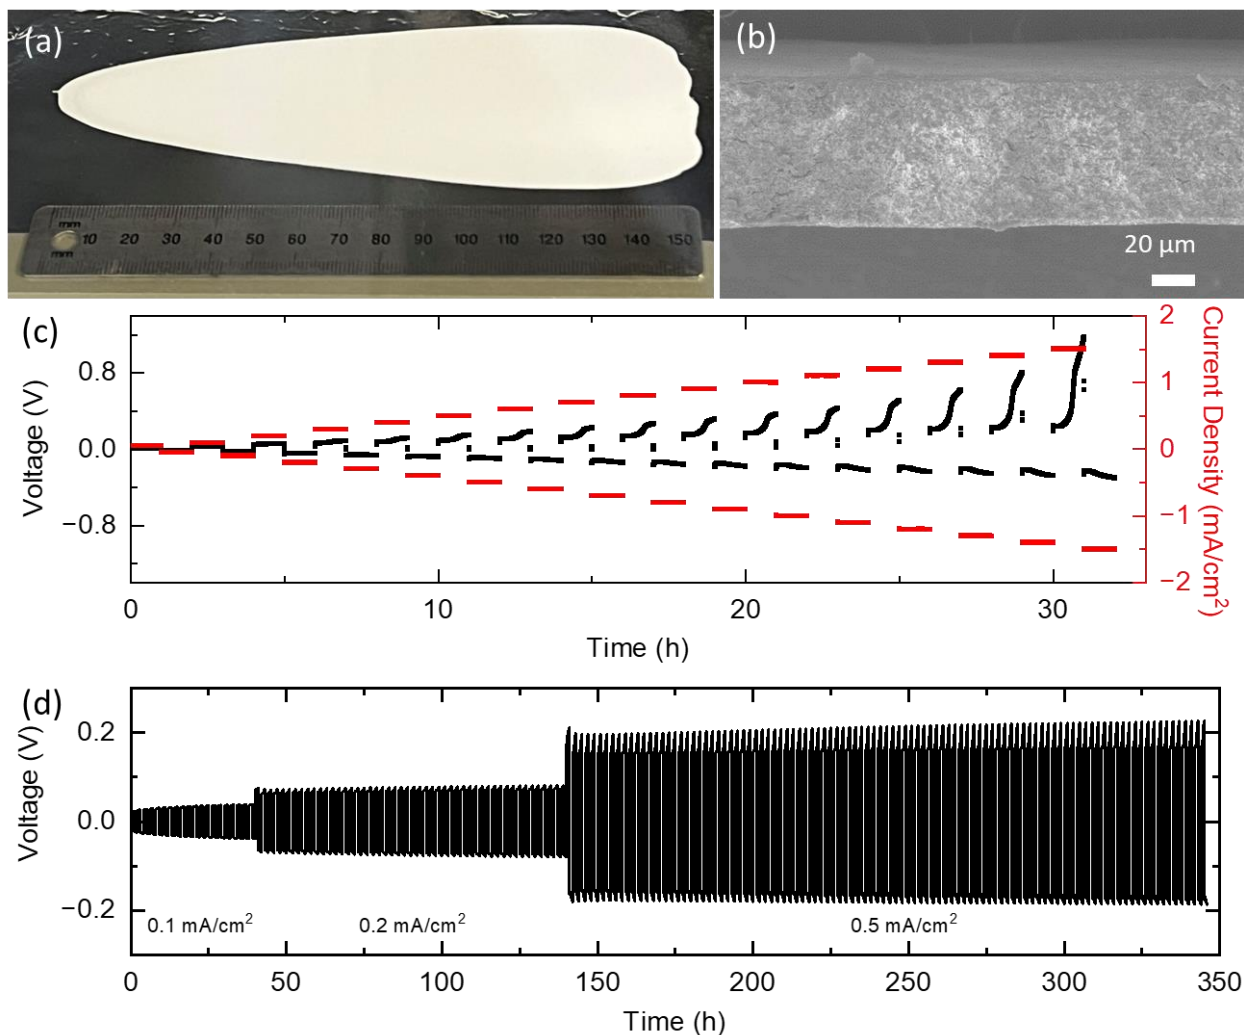 (a)
mm
10 20 30 40 50 60 70 80 90 100 110 120 130 140 150
mm
(b)
20 µm
(c)
Voltage (V)
0.8
0.0
−0.8
2
1
0
−1
−2
Current Density (mA/cm²)
0 10 20 30
Time (h)
(d)
Voltage (V)
0.2
0.0
−0.2
0.1 mA/cm² 0.2 mA/cm² 0.5 mA/cm²
0 50 100 150 200 250 300 350
Time (h)